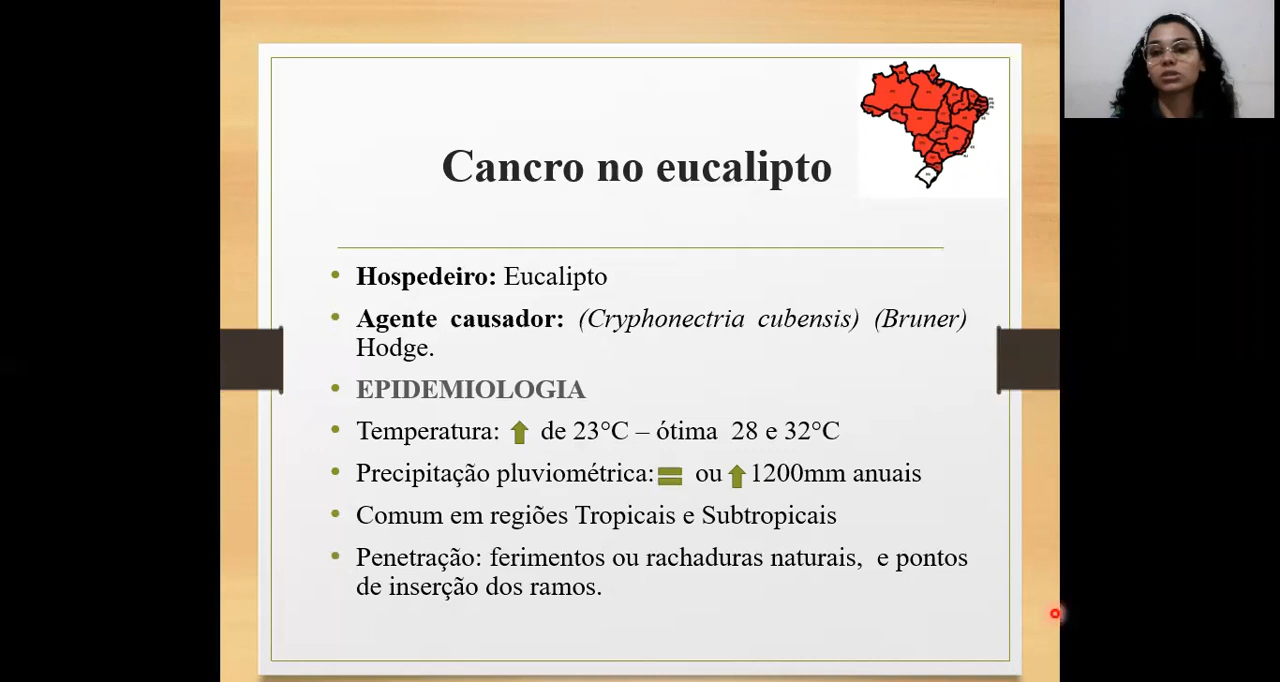 Cancro no eucalipto
Hospedeiro: Eucalipto
Agente causador: (Cryphonectria cubensis) (Bruner)
Hodge.
EPIDEMIOLOGIA
Temperatura: de 23°C – ótima 28 e 32°C
Precipitação pluviométrica: ou 1200mm anuais
Comum em regiões Tropicais e Subtropicais
Penetração: ferimentos ou rachaduras naturais, e pontos
de inserção dos ramos.